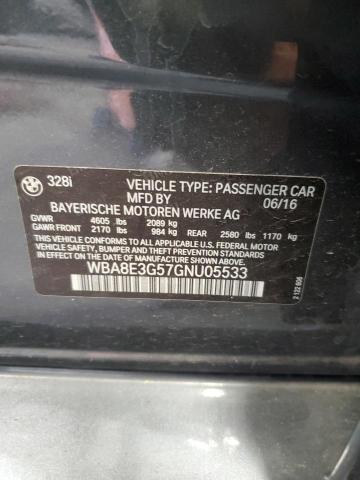 328i
VEHICLE TYPE: PASSENGER CAR
MFD BY
06/16
BAYERISCHE MOTOREN WERKE AG
GVWR 4605 lbs 2089 kg
GAWR FRONT 2170 lbs 984 kg REAR 2580 lbs 1170 kg
THIS VEHICLE CONFORMS TO ALL APPLICABLE U.S. FEDERAL MOTOR
VEHICLE SAFETY, BUMPER, AND THEFT PREVENTION STANDARDS
IN EFFECT ON THE DATE OF MANUFACTURE SHOWN ABOVE.
WBA8E3G57GNU05533